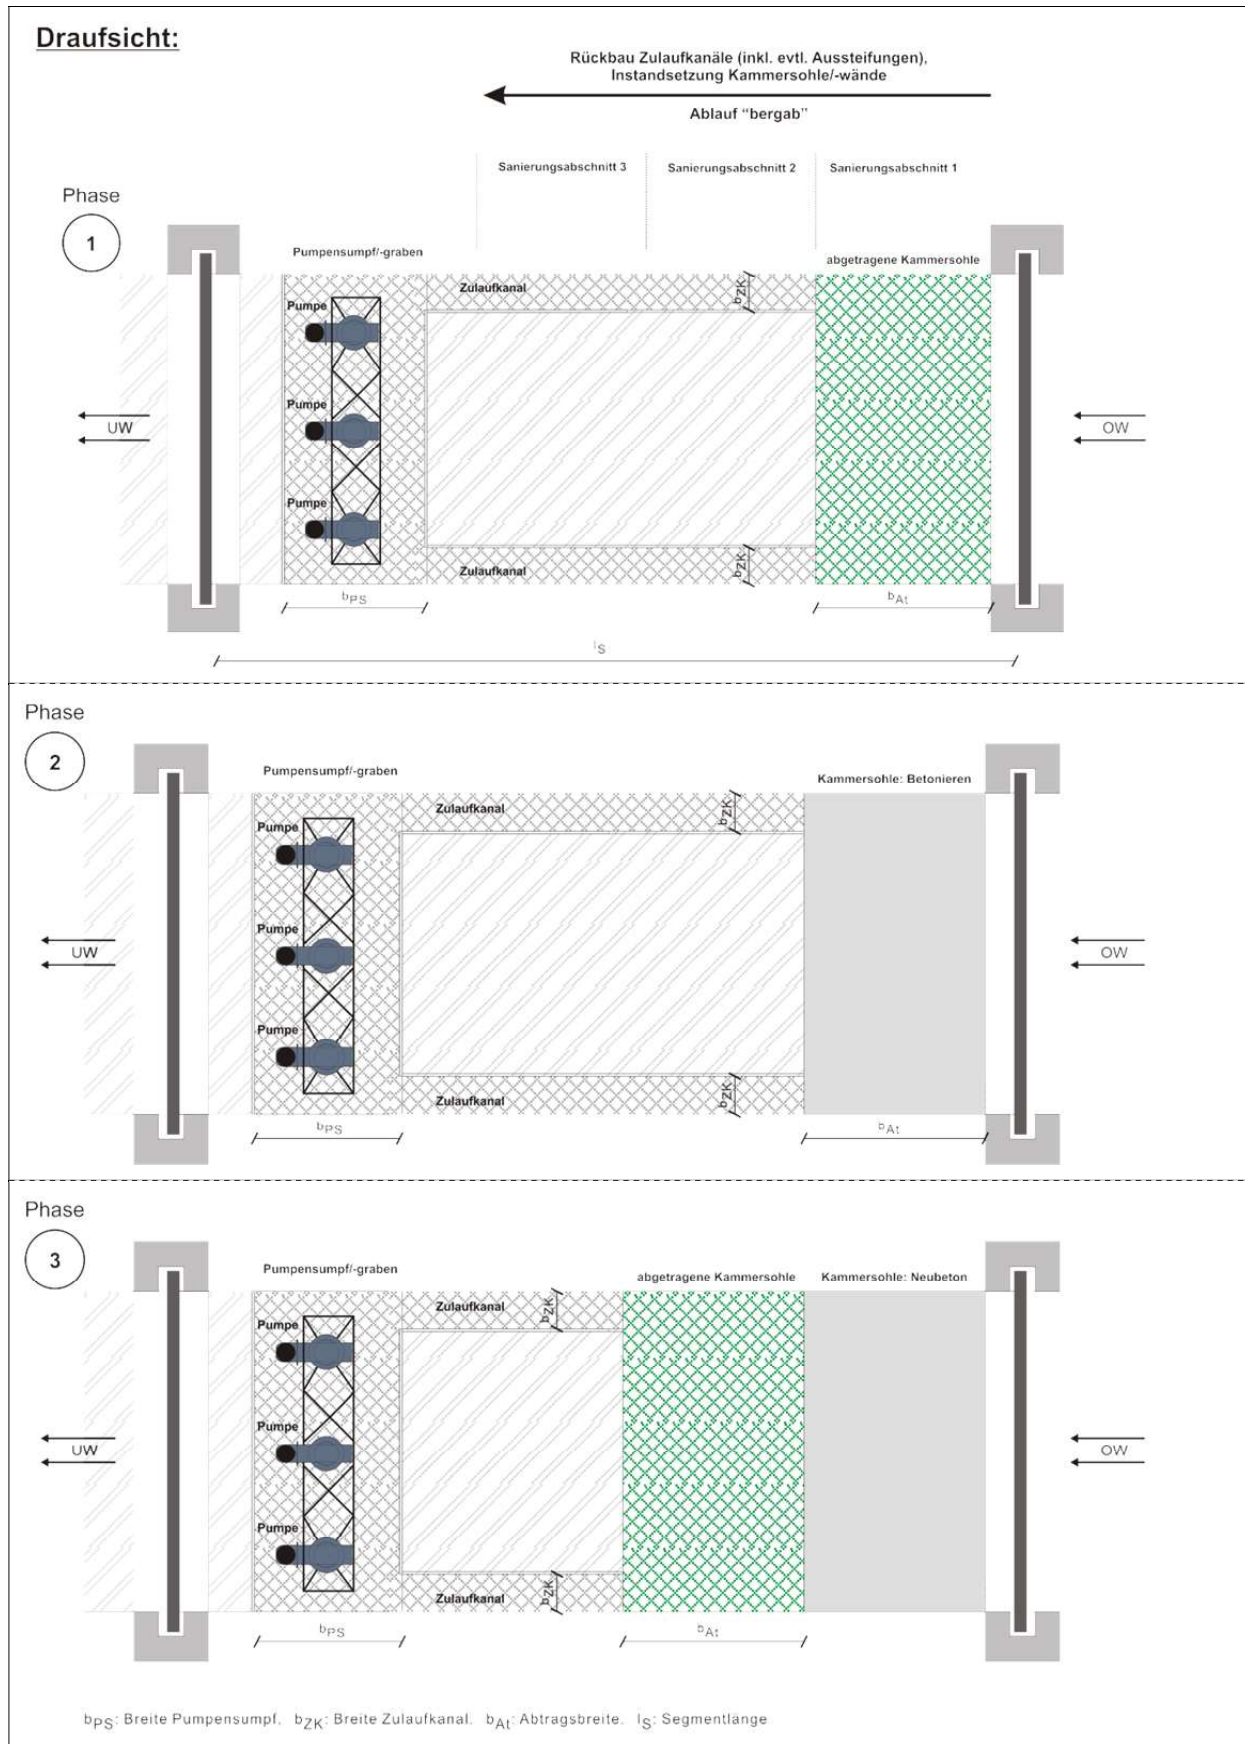 Draufsicht:
Rückbau Zulaufkanäle (inkl. evtl. Aussteifungen),
Instandsetzung Kammersohle/-wände
Ablauf "bergab"
Sanierungsabschnitt 3
Sanierungsabschnitt 2
Sanierungsabschnitt 1
Phase
1
Pumpensumpf/-graben
abgetragene Kammersohle
Zulaufkanal
bZK
Pumpe
Pumpe
UW
OW
Pumpe
bZK
Zulaufkanal
bPS
bAt
lS
Phase
2
Pumpensumpf/-graben
Kammersohle: Betonieren
Zulaufkanal
bZK
Pumpe
Pumpe
UW
OW
Pumpe
bZK
Zulaufkanal
bPS
bAt
Phase
3
Pumpensumpf/-graben
abgetragene Kammersohle
Kammersohle: Neubeton
Zulaufkanal
bZK
Pumpe
Pumpe
UW
OW
Pumpe
bZK
Zulaufkanal
bPS
bAt
bPS: Breite Pumpensumpf, bZK: Breite Zulaufkanal, bAt: Abtragsbreite, lS: Segmentlänge